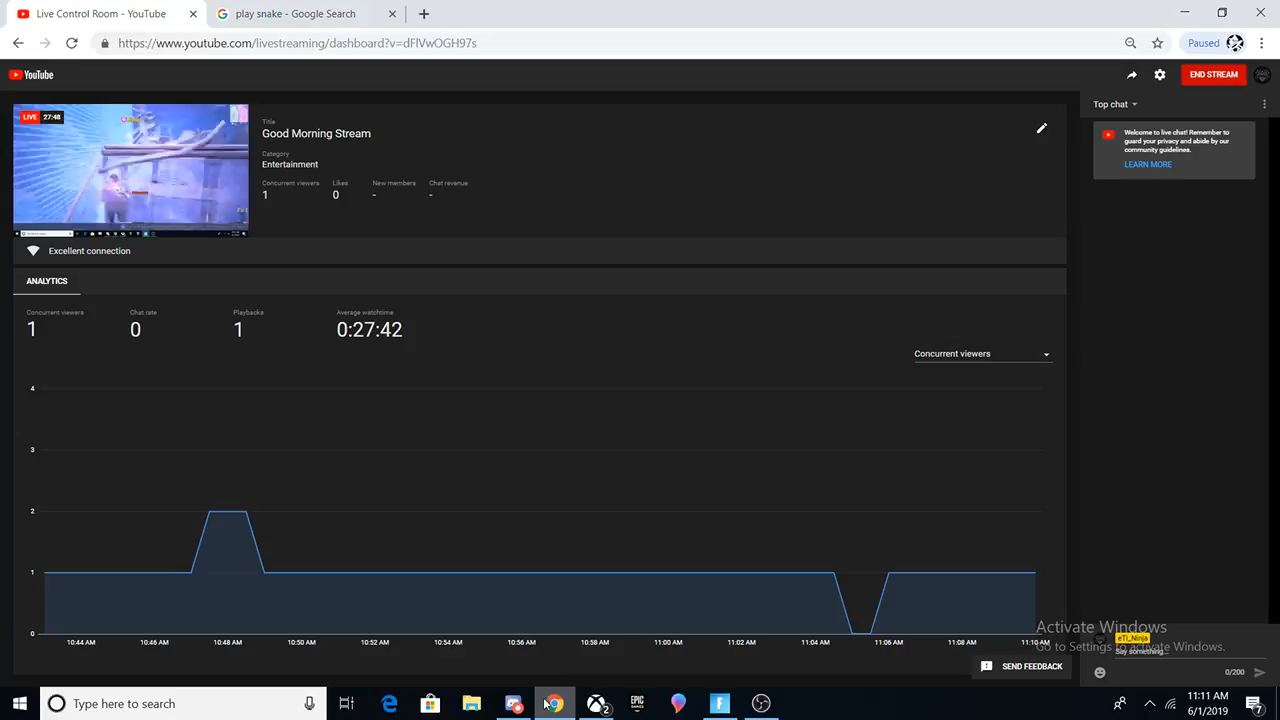 Live Control Room - YouTube
play snake - Google Search
https://www.youtube.com/livestreaming/dashboard?v=dFlVwOGH97s
Paused
YouTube
END STREAM
LIVE 27:48
Title
Good Morning Stream
Category
Entertainment
Concurrent viewers Likes New members Chat revenue
1 0 - -
Excellent connection
ANALYTICS
Concurrent viewers Chat rate Playbacks Average watchtime
1 0 1 0:27:42
Concurrent viewers
4
3
2
1
0
10:44 AM 10:46 AM 10:48 AM 10:50 AM 10:52 AM 10:54 AM 10:56 AM 10:58 AM 11:00 AM 11:02 AM 11:04 AM 11:06 AM 11:08 AM 11:10 AM
SEND FEEDBACK
Top chat
Welcome to live chat! Remember to
guard your privacy and abide by our
community guidelines.
LEARN MORE
Activate Windows
Go to Settings to activate Windows.
eTi_Ninja
Say something...
0/200
Type here to search
2
EPIC
GAMES
11:11 AM
6/1/2019
7